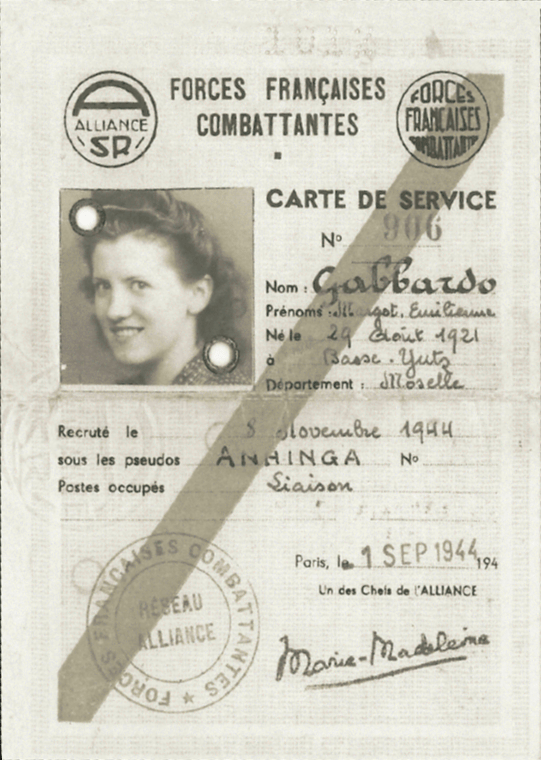 ALLIANCE
SR
FORCES FRANÇAISES
COMBATTANTES
FORCES
FRANÇAISES
COMBATTANTES
CARTE DE SERVICE
Nº 906
Nom : Gabbardo
Prénoms : Margot, Emilienne
Né le 29 Août 1921
à Basse-Yutz
Département : Moselle
Recruté le 8 Novembre 1944
sous les pseudos ANHINGA Nº
Postes occupés Liaison
Paris, le 1 SEP 1944 194
Un des Chefs de l'ALLIANCE
Marie-Madeleine
FORCES FRANÇAISES COMBATTANTES
RÉSEAU
ALLIANCE